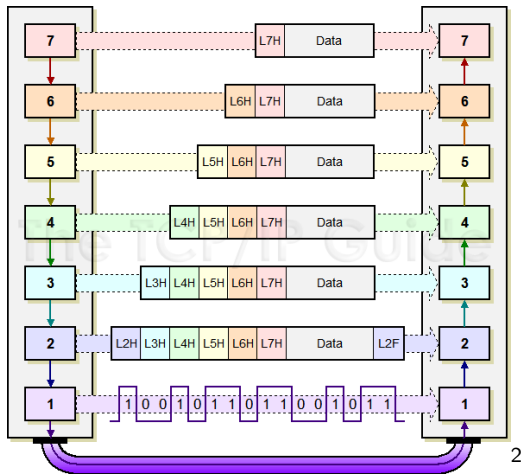 7 L7H Data 7
6 L6H L7H Data 6
5 L5H L6H L7H Data 5
4 L4H L5H L6H L7H Data 4
The TCP/IP Guide
3 L3H L4H L5H L6H L7H Data 3
2 L2H L3H L4H L5H L6H L7H Data L2F 2
1 1 0 0 1 0 1 1 0 1 1 0 0 1 0 1 1 1
2